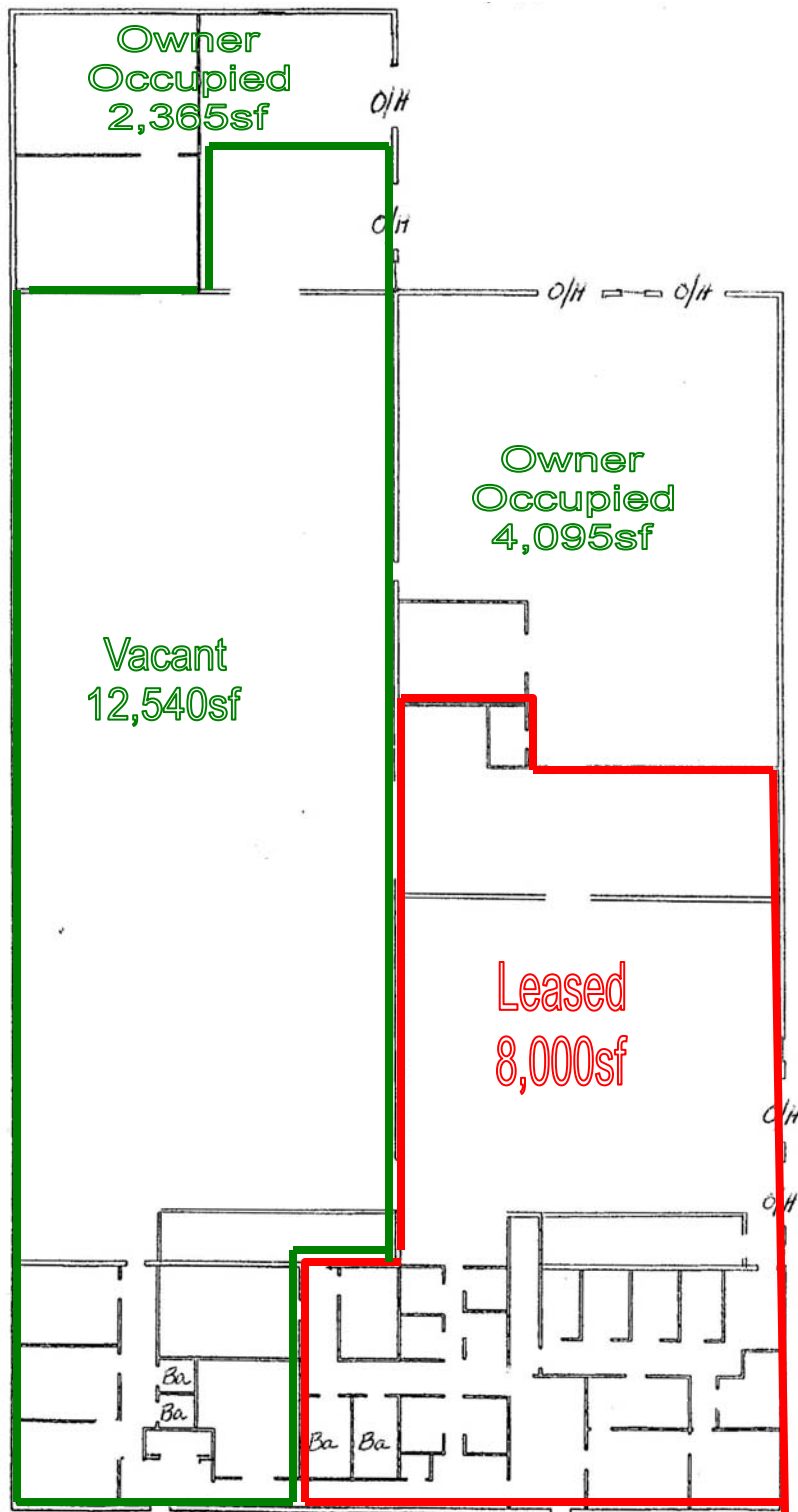 Owner
Occupied
2,365sf
O/H
O/H
O/H
O/H
Owner
Occupied
4,095sf
Vacant
12,540sf
Leased
8,000sf
O/H
O/H
Ba
Ba
Ba
Ba